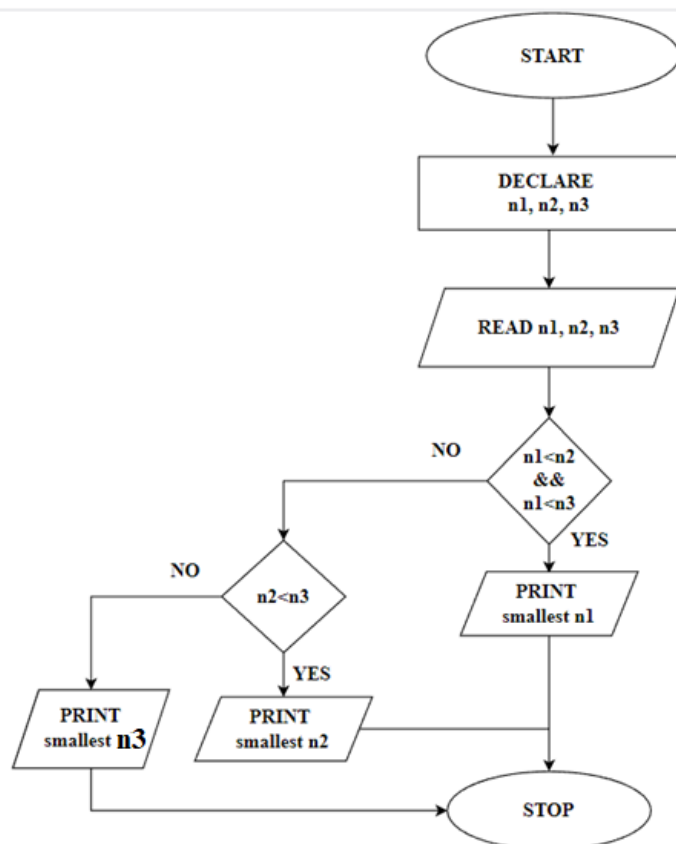 START
DECLARE
n1, n2, n3
READ n1, n2, n3
n1<n2
&&
n1<n3
NO
YES
PRINT
smallest n1
n2<n3
NO
YES
PRINT
smallest n2
PRINT
smallest n3
STOP